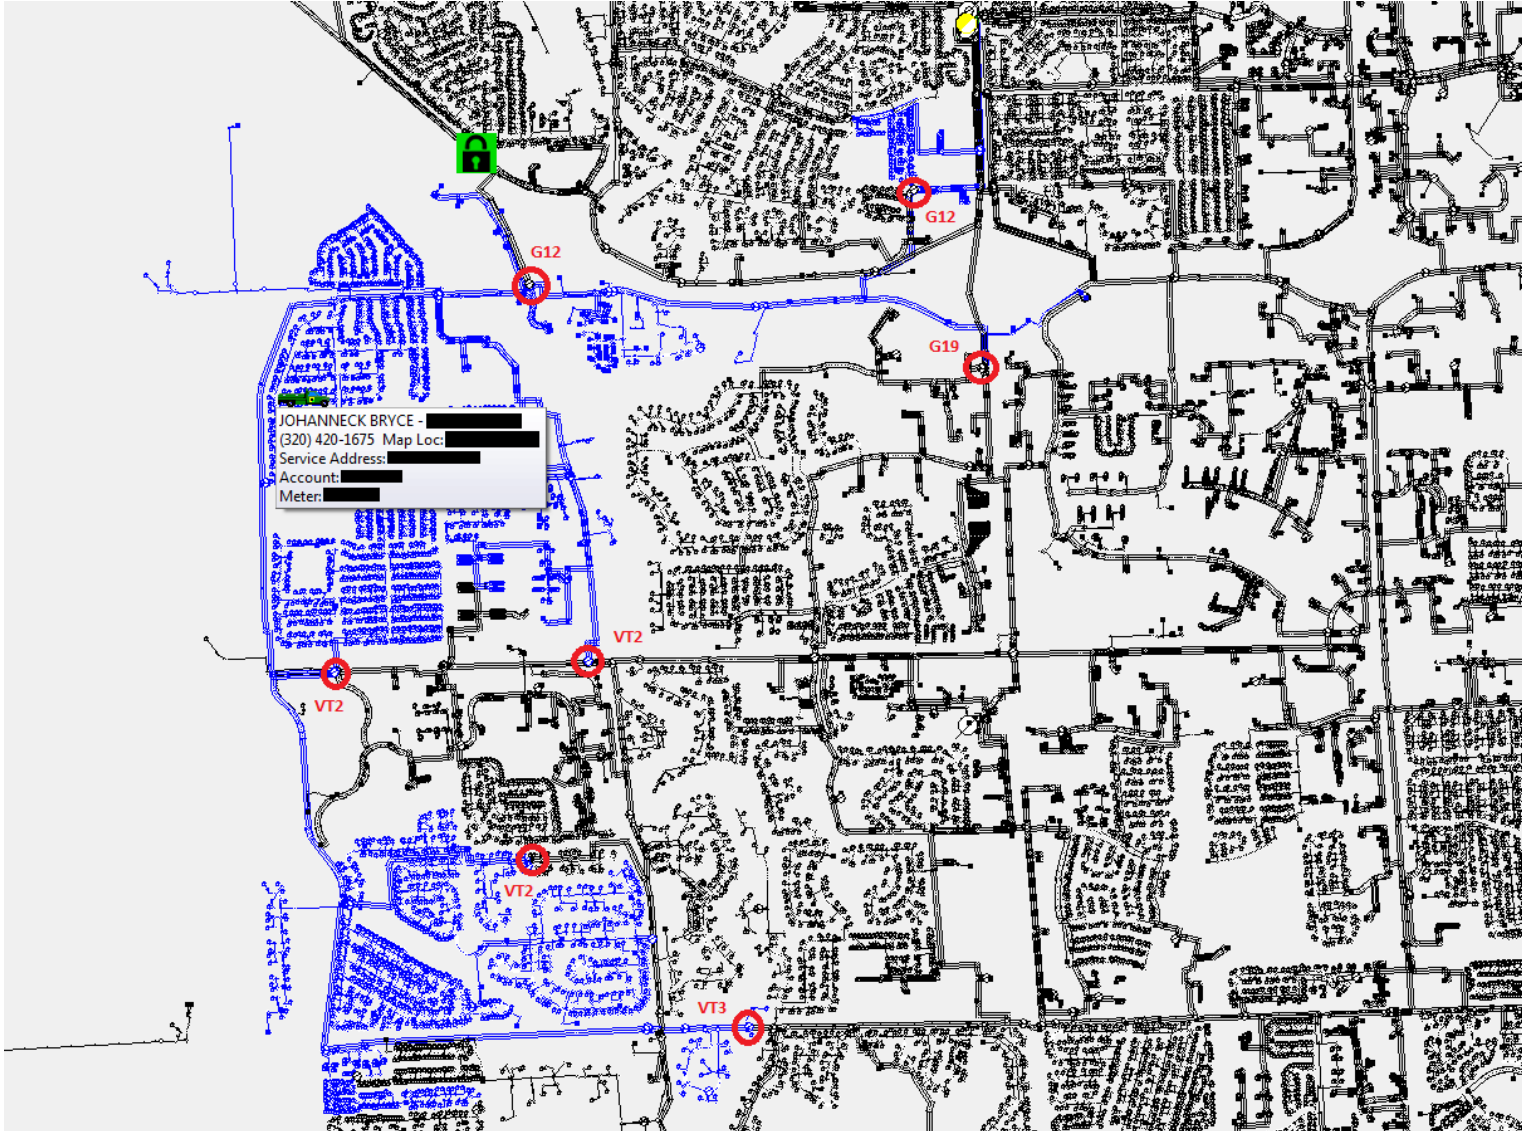 G12
G12
G19
JOHANNECK BRYCE -
(320) 420-1675 Map Loc:
Service Address:
Account:
Meter:
VT2
VT2
VT2
VT3